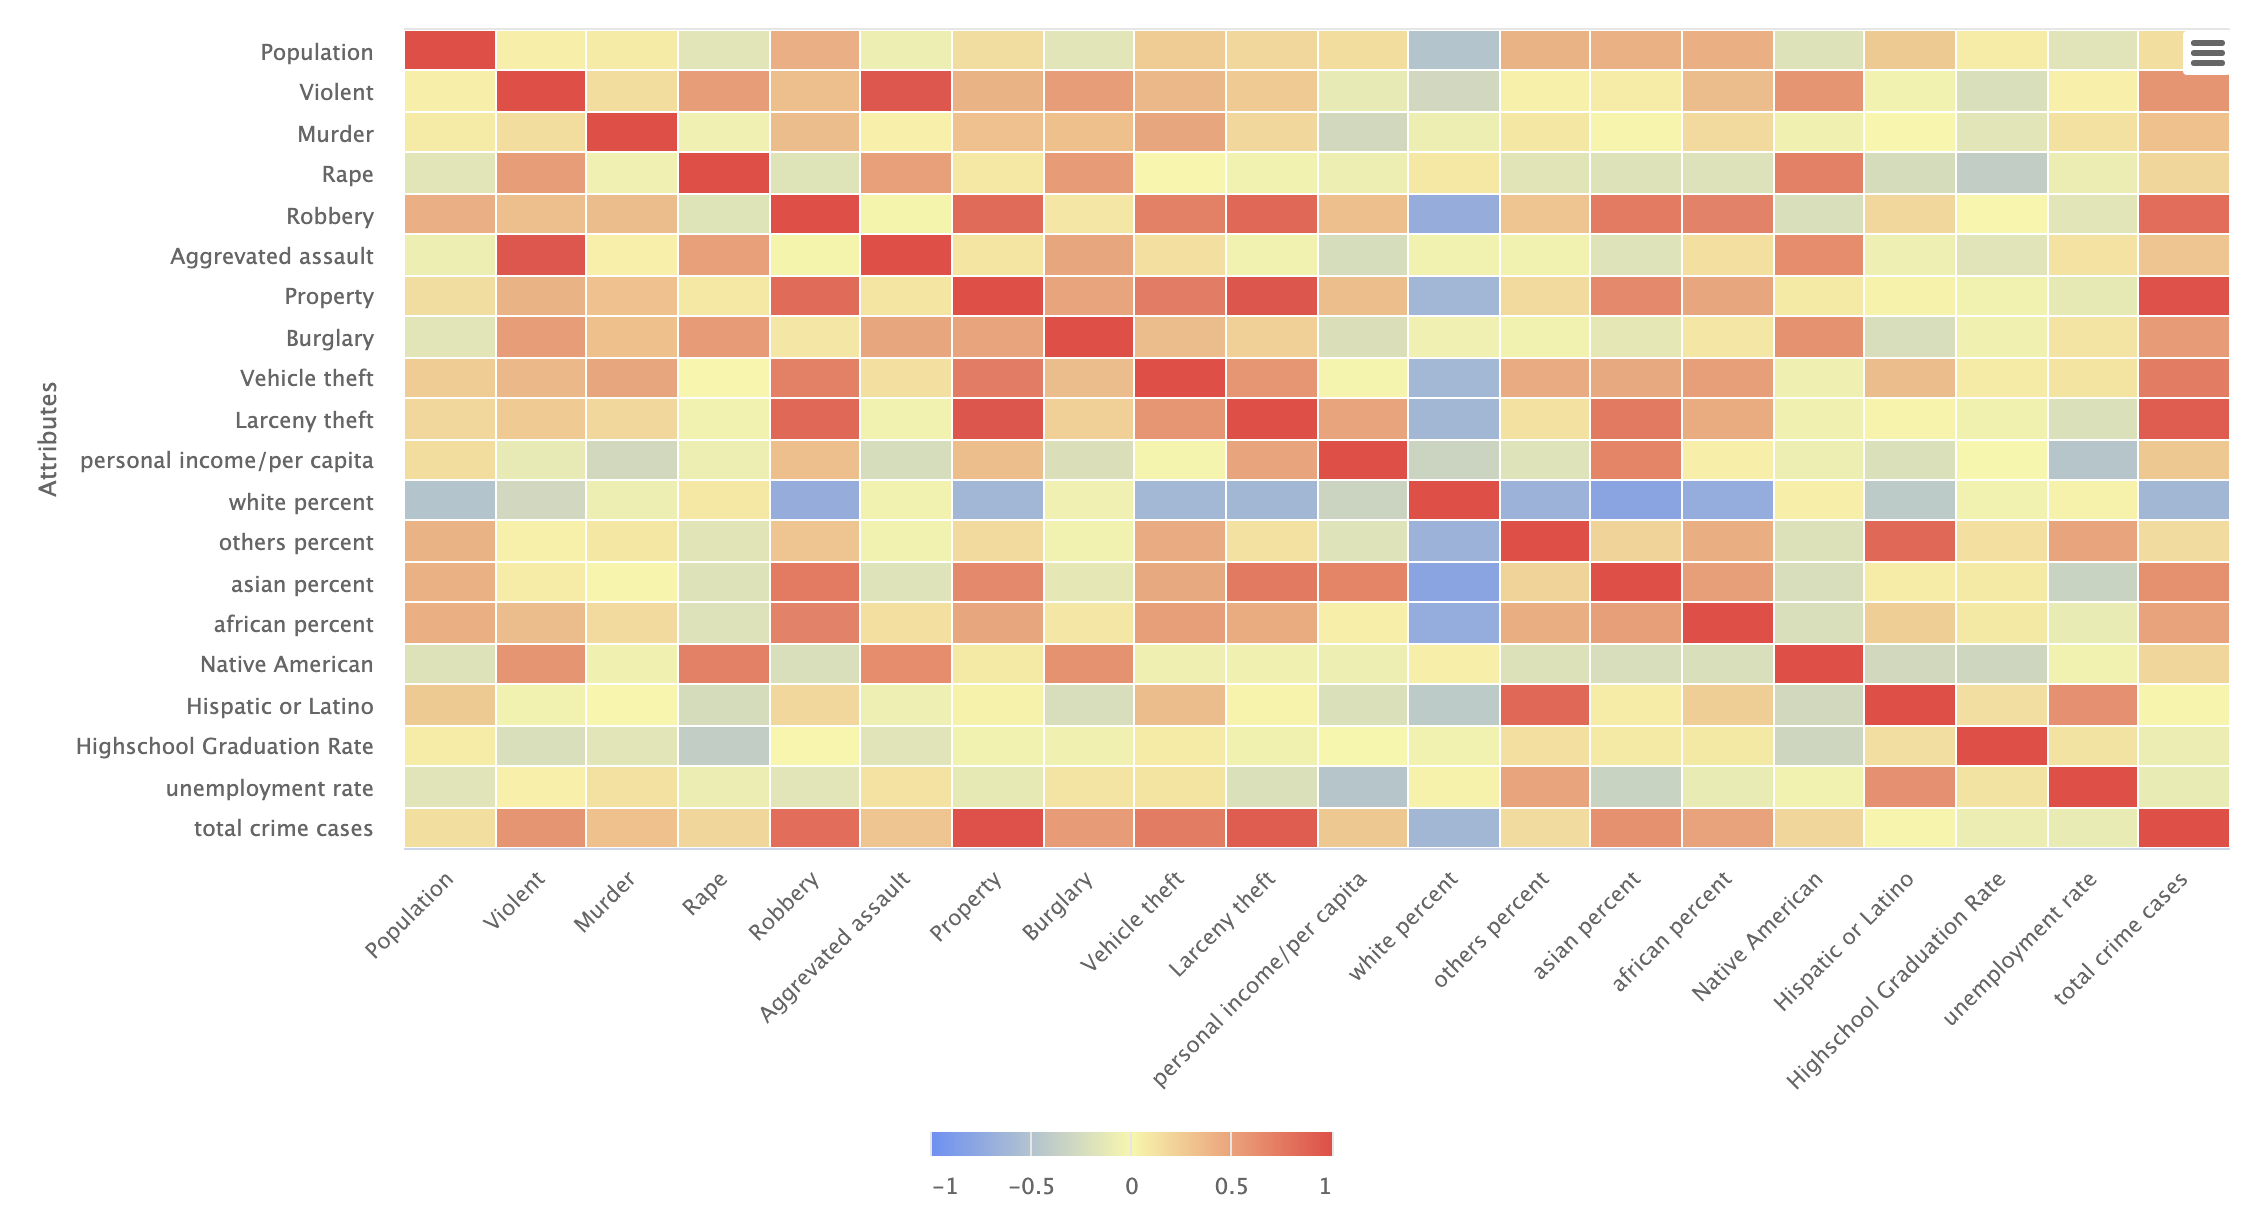 Attributes
Population
Violent
Murder
Rape
Robbery
Aggrevated assault
Property
Burglary
Vehicle theft
Larceny theft
personal income/per capita
white percent
others percent
asian percent
african percent
Native American
Hispatic or Latino
Highschool Graduation Rate
unemployment rate
total crime cases
Population
Violent
Murder
Rape
Robbery
Aggrevated assault
Property
Burglary
Vehicle theft
Larceny theft
personal income/per capita
white percent
others percent
asian percent
african percent
Native American
Hispatic or Latino
Highschool Graduation Rate
unemployment rate
total crime cases
−1 −0.5 0 0.5 1